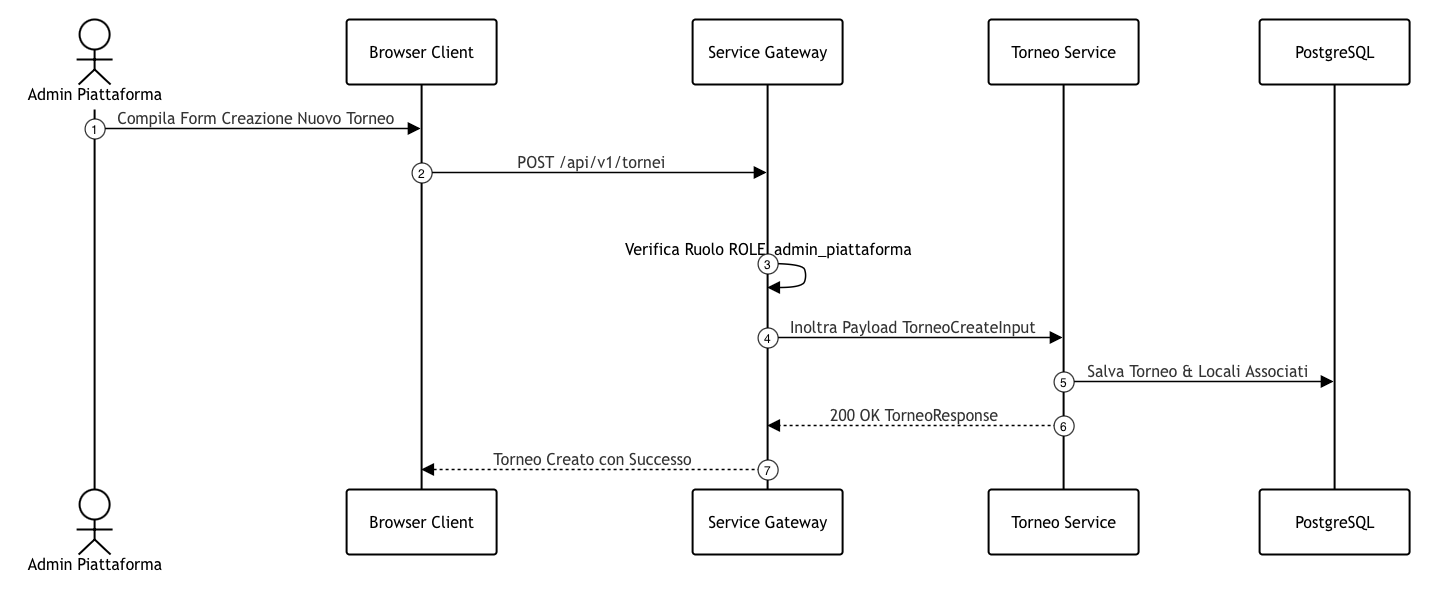 Browser Client
Service Gateway
Torneo Service
PostgreSQL
Admin Piattaforma
1
Compila Form Creazione Nuovo Torneo
2
POST /api/v1/tornei
Verifica Ruolo ROLE_admin_piattaforma
3
4
Inoltra Payload TorneoCreateInput
5
Salva Torneo & Locali Associati
200 OK TorneoResponse
6
Torneo Creato con Successo
7
Browser Client
Service Gateway
Torneo Service
PostgreSQL
Admin Piattaforma